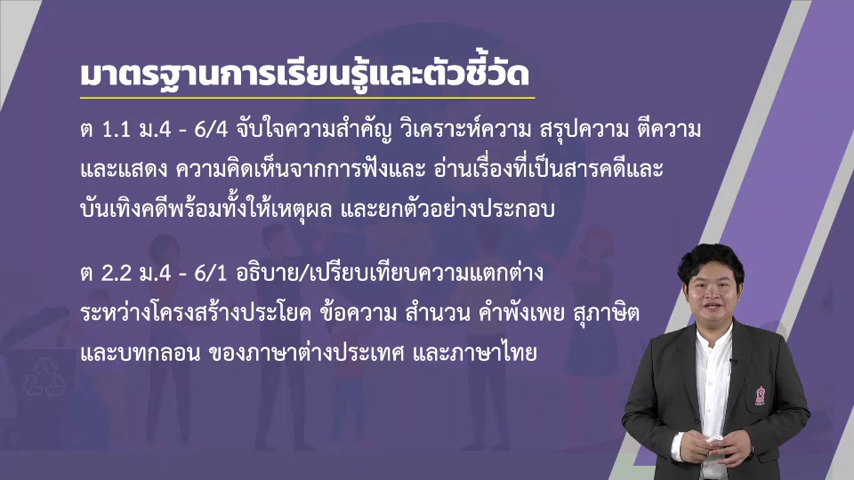 มาตรฐานการเรียนรู้และตัวชี้วัด
ต 1.1 ม.4 - 6/4 จับใจความสำคัญ วิเคราะห์ความ สรุปความ ตีความ
และแสดง ความคิดเห็นจากการฟังและ อ่านเรื่องที่เป็นสารคดีและ
บันเทิงคดีพร้อมทั้งให้เหตุผล และยกตัวอย่างประกอบ
ต 2.2 ม.4 - 6/1 อธิบาย/เปรียบเทียบความแตกต่าง
ระหว่างโครงสร้างประโยค ข้อความ สำนวน คำพังเพย สุภาษิต
และบทกลอน ของภาษาต่างประเทศ และภาษาไทย